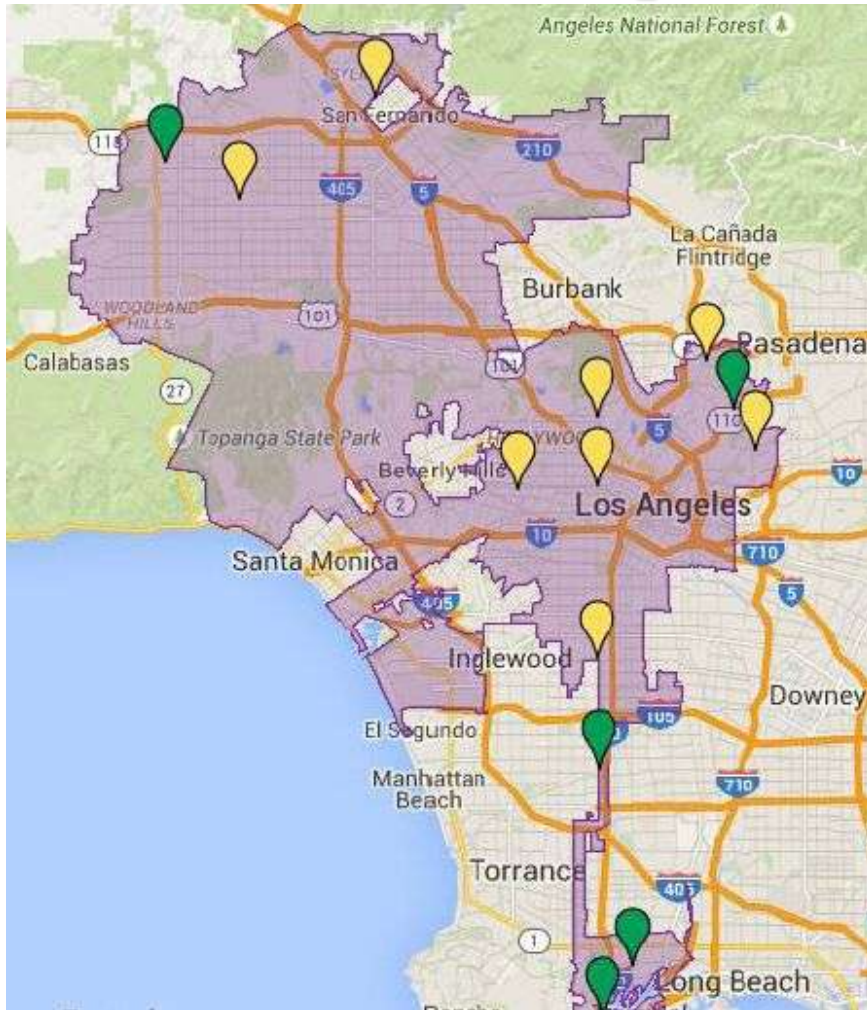 Angeles National Forest
SYL
San Fernando
118
210
405
5
La Cañada
Flintridge
Burbank
WOODLAND
HILLS
101
Pasadena
Calabasas
101
27
110
5
Topanga State Park
HOLLYWOOD
Beverly Hills
10
2
Los Angeles
10
Santa Monica
710
5
405
Inglewood
Downey
105
El Segundo
Manhattan
Beach
710
Torrance
405
1
Long Beach